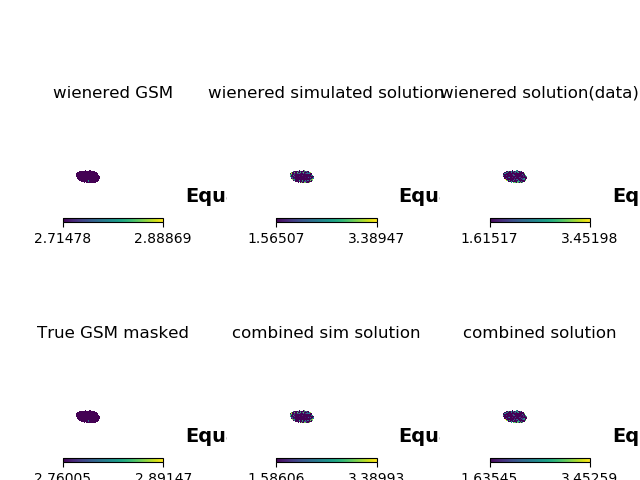 wienered GSM
wienered simulated solution
wienered solution(data)
Equ
Equ
Eq
2.71478 2.88869
1.56507 3.38947
1.61517 3.45198
True GSM masked
combined sim solution
combined solution
Equ
Equ
Eq
2.76005 2.89147
1.58606 3.38993
1.63545 3.45259